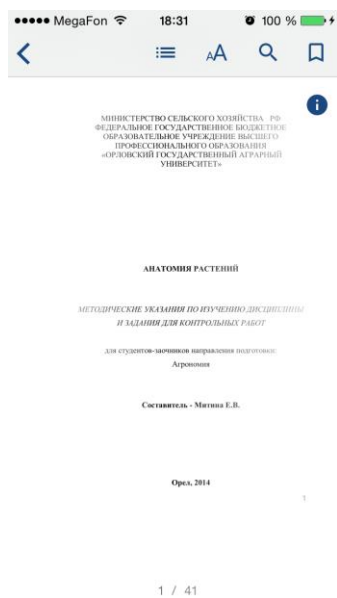 MegaFon 18:31 100 %
AA
i
МИНИСТЕРСТВО СЕЛЬСКОГО ХОЗЯЙСТВА РФ
ФЕДЕРАЛЬНОЕ ГОСУДАРСТВЕННОЕ БЮДЖЕТНОЕ
ОБРАЗОВАТЕЛЬНОЕ УЧРЕЖДЕНИЕ ВЫСШЕГО
ПРОФЕССИОНАЛЬНОГО ОБРАЗОВАНИЯ
«ОРЛОВСКИЙ ГОСУДАРСТВЕННЫЙ АГРАРНЫЙ
УНИВЕРСИТЕТ»
АНАТОМИЯ РАСТЕНИЙ
МЕТОДИЧЕСКИЕ УКАЗАНИЯ ПО ИЗУЧЕНИЮ ДИСЦИПЛИНЫ
И ЗАДАНИЯ ДЛЯ КОНТРОЛЬНЫХ РАБОТ
для студентов-заочников направления подготовки:
Агрономия
Составитель - Митина Е.В.
Орел, 2014
1
1 / 41